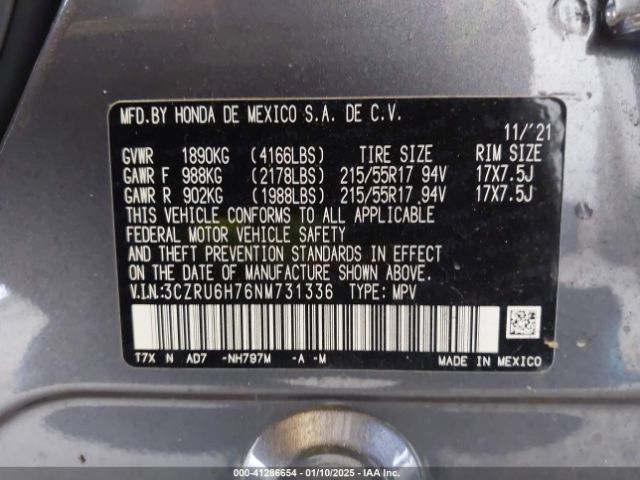 MFD.BY HONDA DE MEXICO S.A. DE C.V.
11/'21
GVWR 1890KG (4166LBS) TIRE SIZE RIM SIZE
GAWR F 988KG (2178LBS) 215/55R17 94V 17X7.5J
GAWR R 902KG (1988LBS) 215/55R17 94V 17X7.5J
THIS VEHICLE CONFORMS TO ALL APPLICABLE
FEDERAL MOTOR VEHICLE SAFETY
AND THEFT PREVENTION STANDARDS IN EFFECT
ON THE DATE OF MANUFACTURE SHOWN ABOVE.
V.I.N.:3CZRU6H76NM731336 TYPE: MPV
T7X N AD7 -NH797M -A -M MADE IN MEXICO
000-41286654 - 01/10/2025 - IAAI.COM